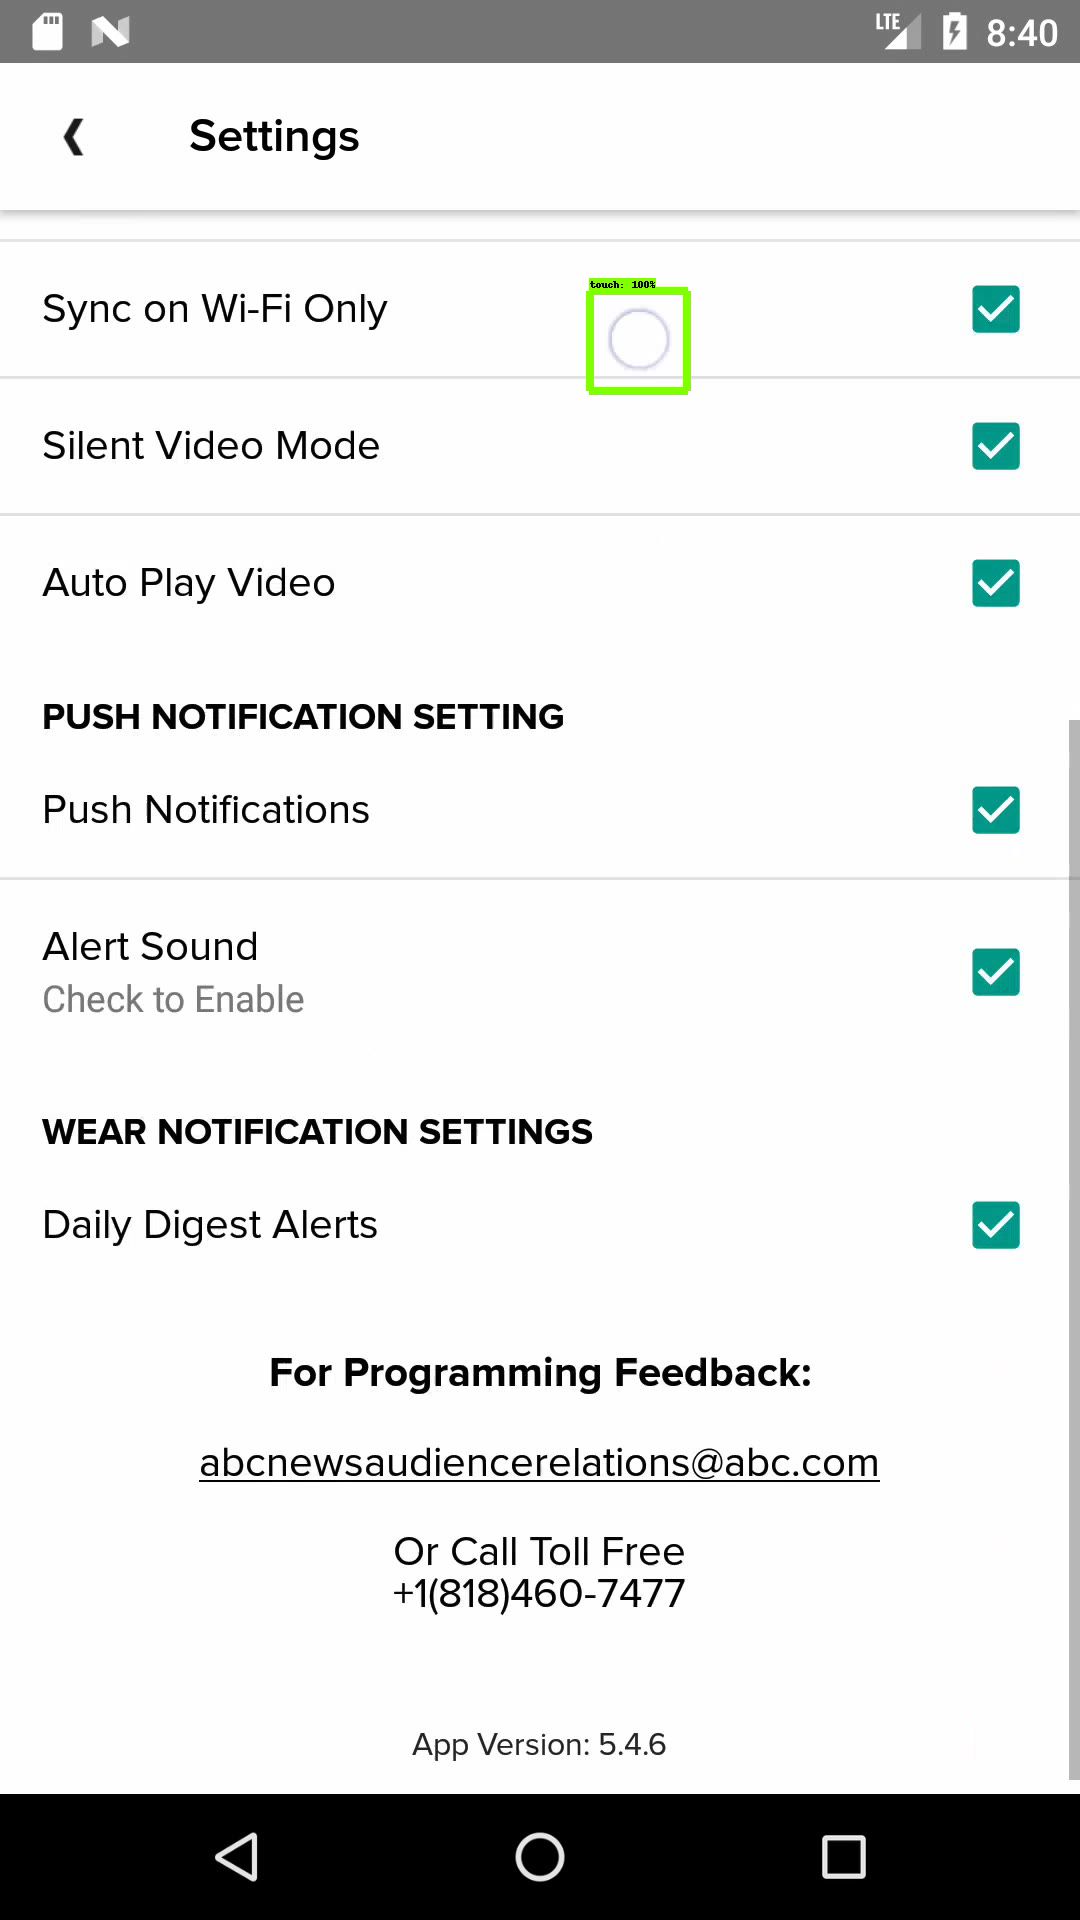 LTE 8:40
Settings
touch: 100%
Sync on Wi-Fi Only
Silent Video Mode
Auto Play Video
PUSH NOTIFICATION SETTING
Push Notifications
Alert Sound
Check to Enable
WEAR NOTIFICATION SETTINGS
Daily Digest Alerts
For Programming Feedback:
abcnewsaudiencerelations@abc.com
Or Call Toll Free
+1(818)460-7477
App Version: 5.4.6